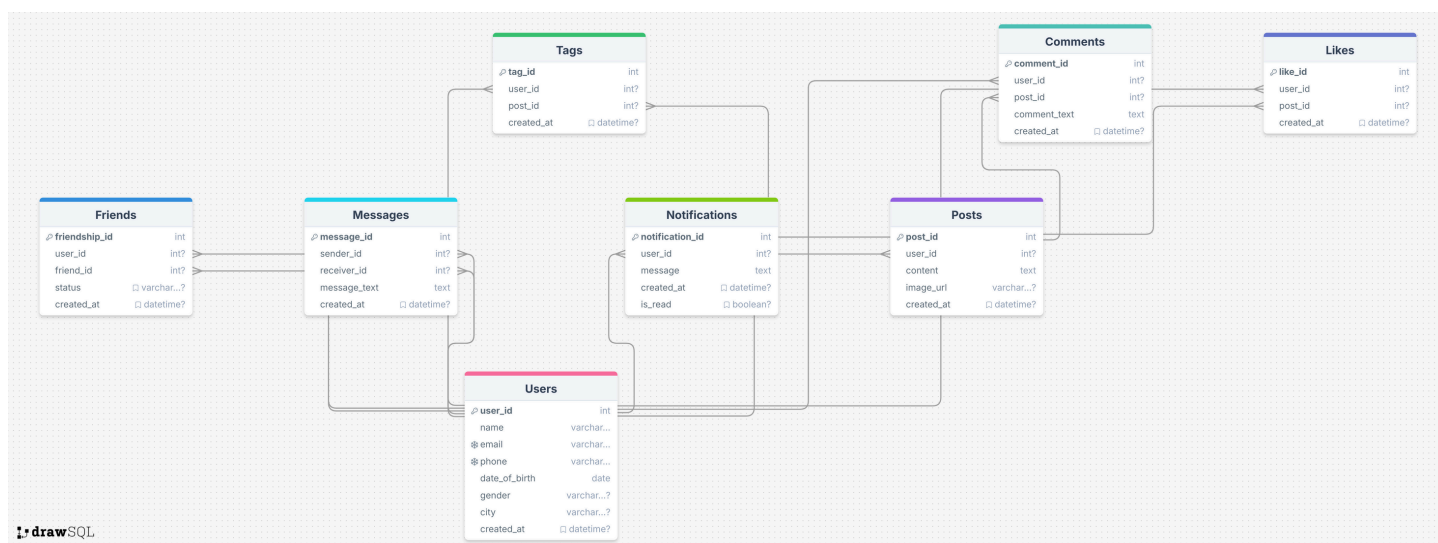 Tags
tag_id int
user_id int?
post_id int?
created_at datetime?
Comments
comment_id int
user_id int?
post_id int?
comment_text text
created_at datetime?
Likes
like_id int
user_id int?
post_id int?
created_at datetime?
Friends
friendship_id int
user_id int?
friend_id int?
status varchar...?
created_at datetime?
Messages
message_id int
sender_id int?
receiver_id int?
message_text text
created_at datetime?
Notifications
notification_id int
user_id int?
message text
created_at datetime?
is_read boolean?
Posts
post_id int
user_id int?
content text
image_url varchar...?
created_at datetime?
Users
user_id int
name varchar...
email varchar...
phone varchar...
date_of_birth date
gender varchar...?
city varchar...?
created_at datetime?
drawSQL